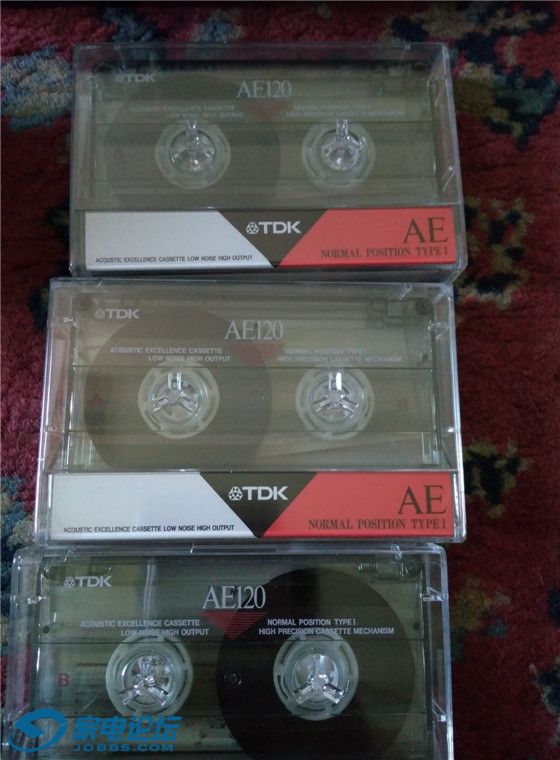 TDK
AE120
ACOUSTIC EXCELLENCE CASSETTE
LOW NOISE HIGH OUTPUT
NORMAL POSITION TYPE I
HIGH PRECISION CASSETTE MECHANISM
TDK
AE
ACOUSTIC EXCELLENCE CASSETTE LOW NOISE HIGH OUTPUT
NORMAL POSITION TYPE I
TDK
AE120
ACOUSTIC EXCELLENCE CASSETTE
LOW NOISE HIGH OUTPUT
NORMAL POSITION TYPE I
HIGH PRECISION CASSETTE MECHANISM
TDK
AE
ACOUSTIC EXCELLENCE CASSETTE LOW NOISE HIGH OUTPUT
NORMAL POSITION TYPE I
TDK
AE120
ACOUSTIC EXCELLENCE CASSETTE
LOW NOISE HIGH OUTPUT
NORMAL POSITION TYPE I
HIGH PRECISION CASSETTE MECHANISM
B
家电论坛
JDBBS.COM